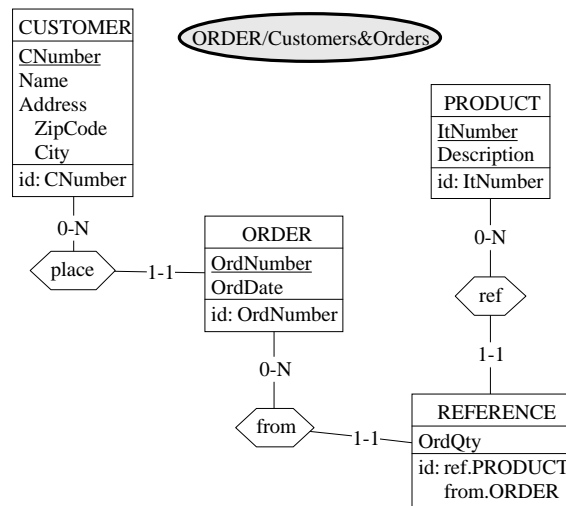 CUSTOMER
CNumber
Name
Address
ZipCode
City
id: CNumber
ORDER/Customers&Orders
PRODUCT
ItNumber
Description
id: ItNumber
0-N
place
1-1
ORDER
OrdNumber
OrdDate
id: OrdNumber
0-N
ref
1-1
0-N
from
1-1
REFERENCE
OrdQty
id: ref.PRODUCT
from.ORDER